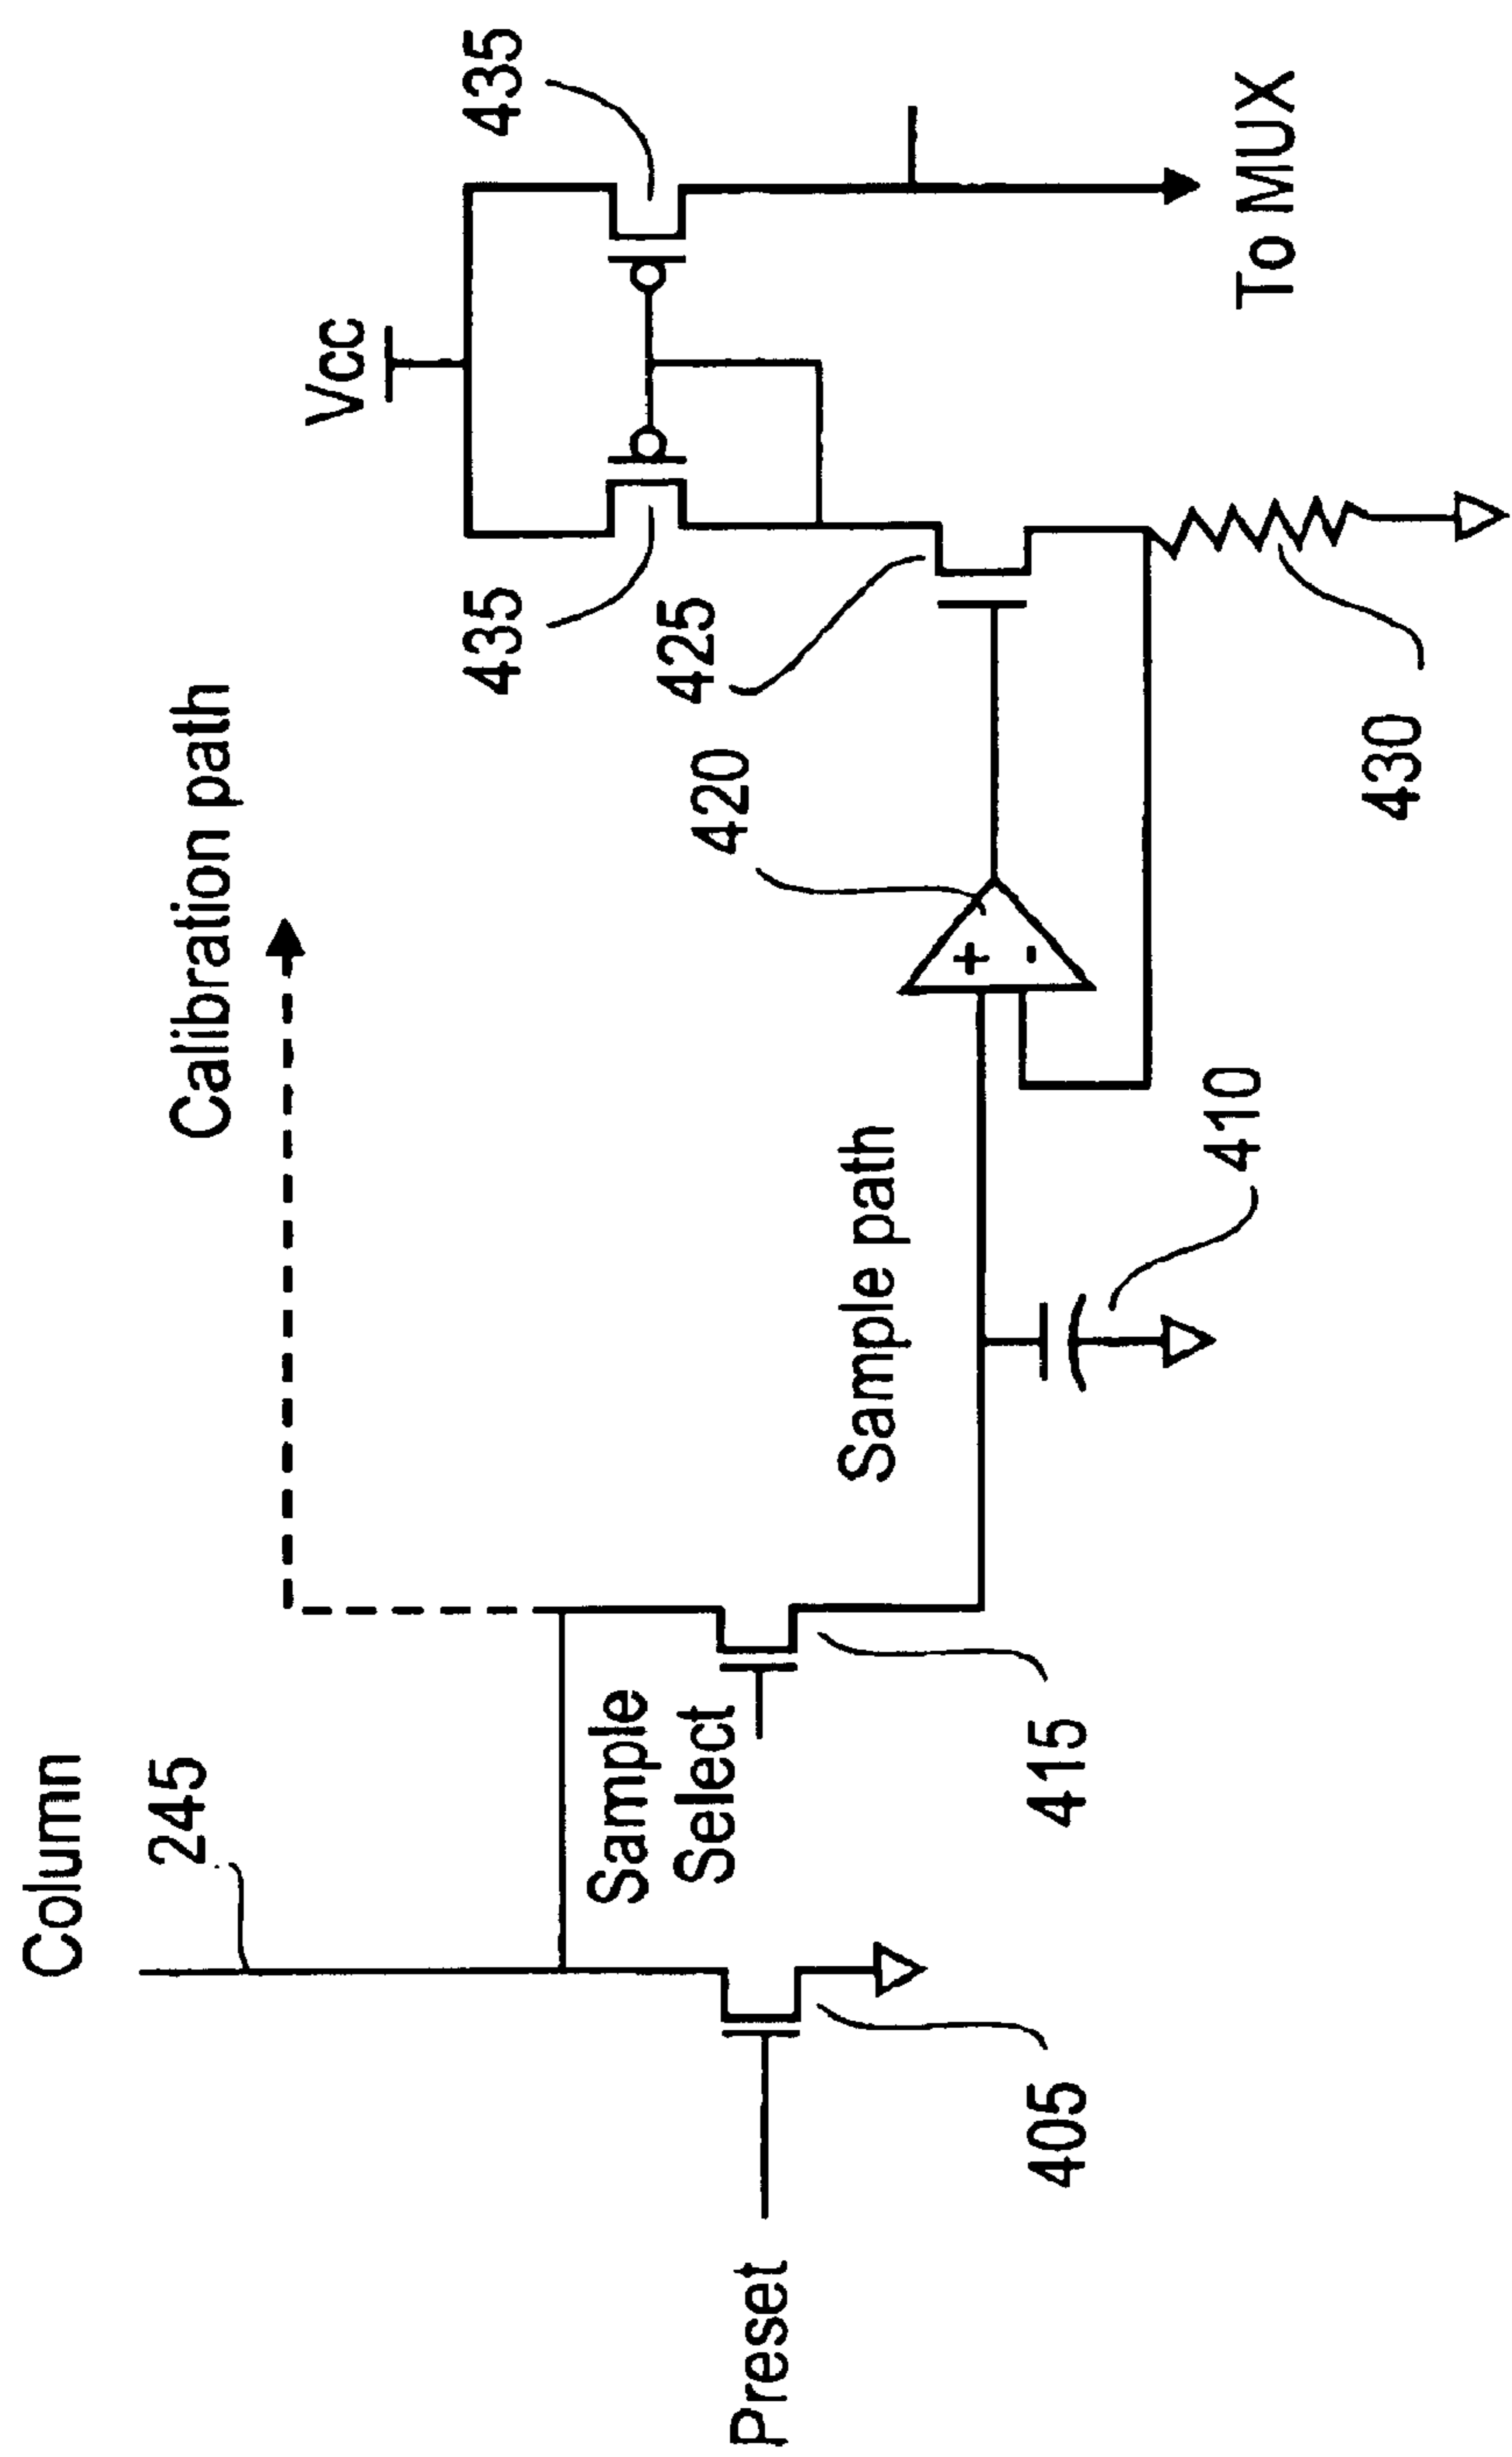 Column
245
Calibration path
Vcc
435
435
425
420
Sample
Select
Sample path
Preset
405
415
410
430
To MUX